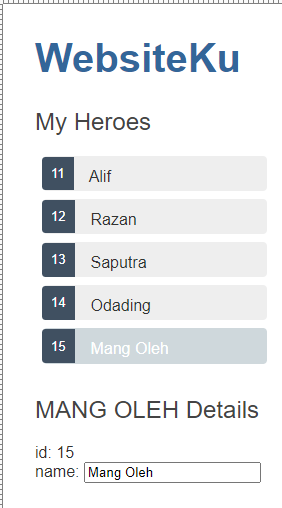 WebsiteKu
My Heroes
11 Alif
12 Razan
13 Saputra
14 Odading
15 Mang Oleh
MANG OLEH Details
id: 15
name: Mang Oleh